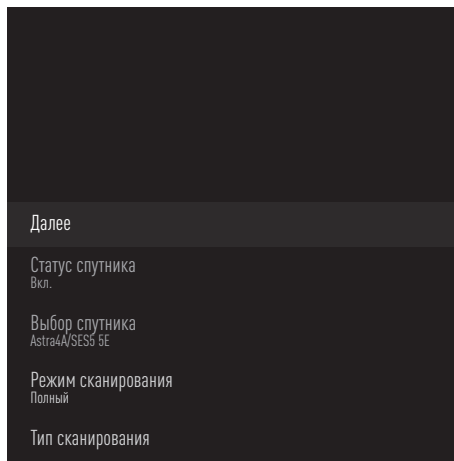 Далее
Статус спутника
Вкл.
Выбор спутника
Astra4A/SES5 5E
Режим сканирования
Полный
Тип сканирования